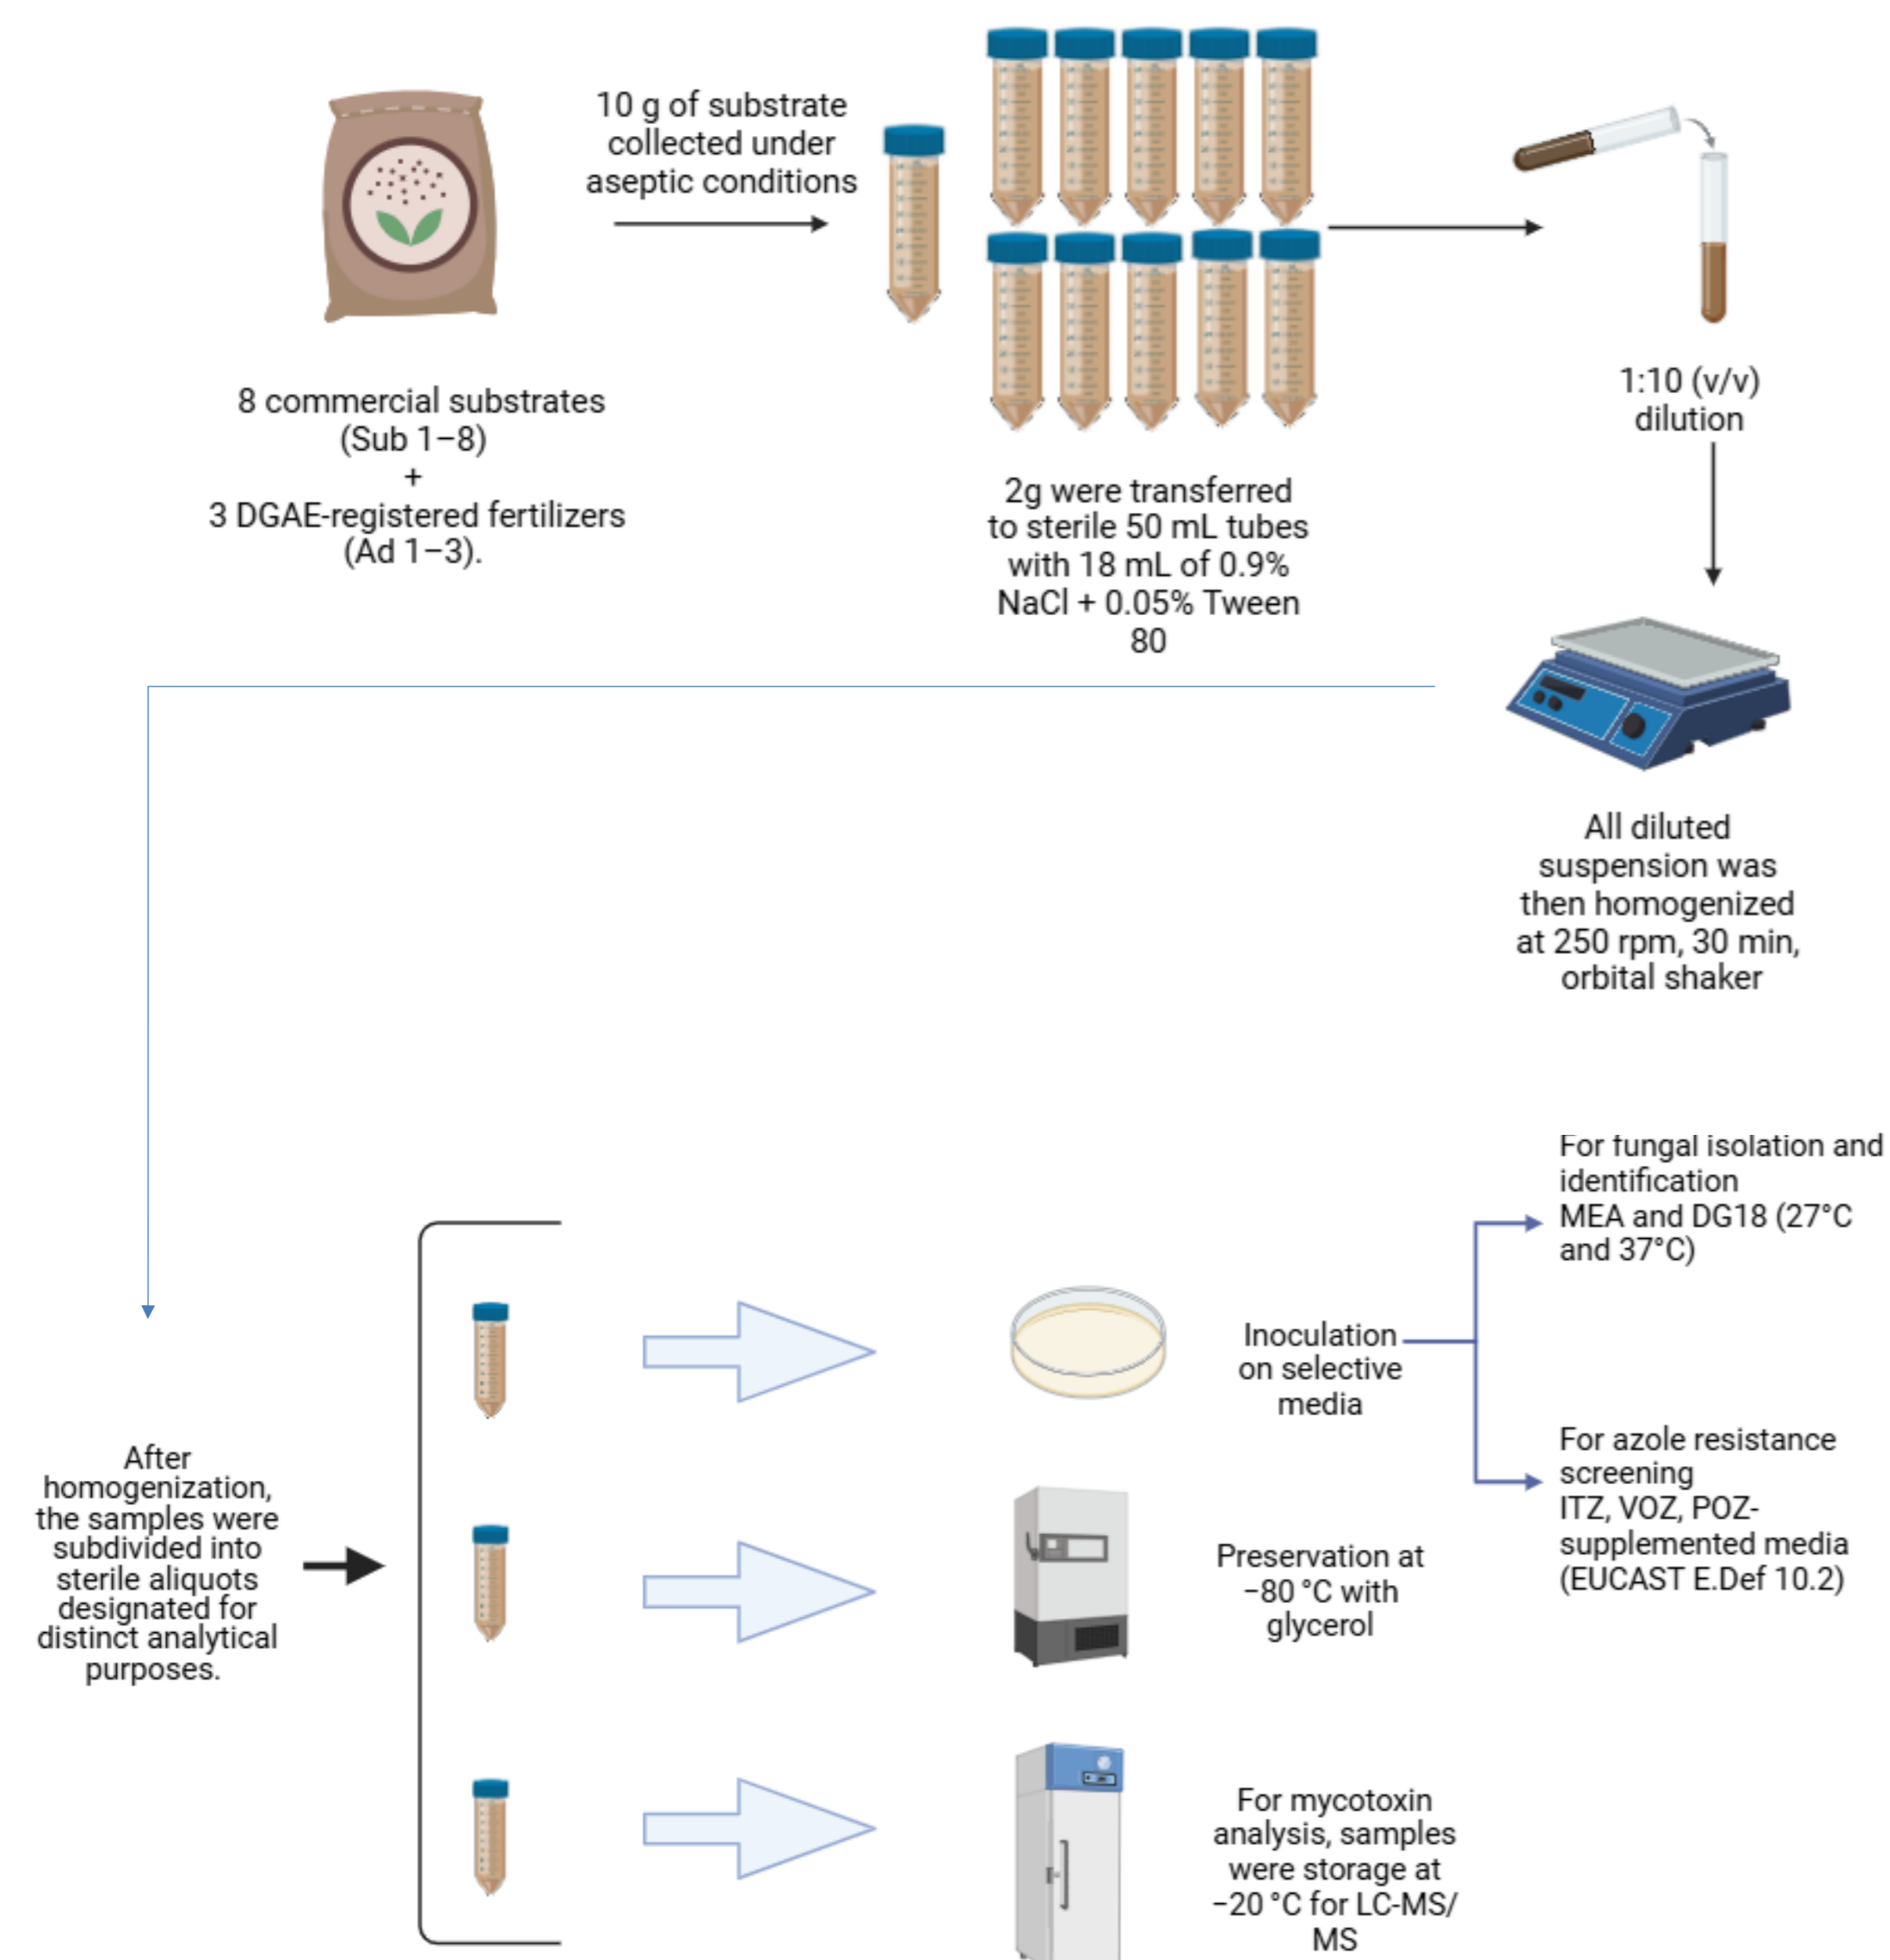 10 g of substrate
collected under
aseptic conditions
8 commercial substrates
(Sub 1–8)
+
3 DGAE-registered fertilizers
(Ad 1–3).
2g were transferred
to sterile 50 mL tubes
with 18 mL of 0.9%
NaCl + 0.05% Tween
80
1:10 (v/v)
dilution
All diluted
suspension was
then homogenized
at 250 rpm, 30 min,
orbital shaker
After
homogenization,
the samples were
subdivided into
sterile aliquots
designated for
distinct analytical
purposes.
Inoculation
on selective
media
For fungal isolation and
identification
MEA and DG18 (27°C
and 37°C)
For azole resistance
screening
ITZ, VOZ, POZ-
supplemented media
(EUCAST E.Def 10.2)
Preservation at
−80 °C with
glycerol
For mycotoxin
analysis, samples
were storage at
−20 °C for LC-MS/
MS